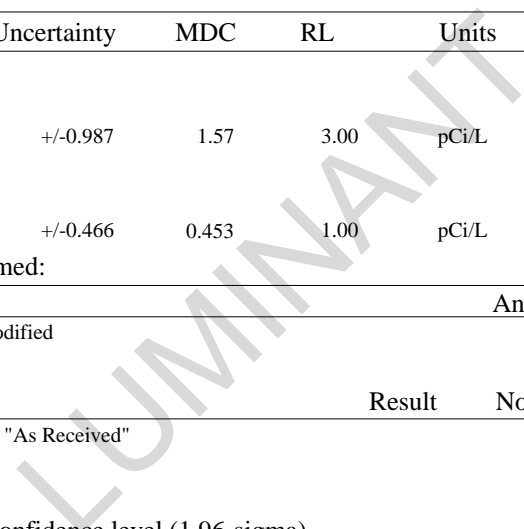 Uncertainty MDC RL Units
+/-0.987 1.57 3.00 pCi/L
+/-0.466 0.453 1.00 pCi/L
med:
An
odified
Result No
"As Received"
onfidence level (1.96-sigma)
LUMINANT